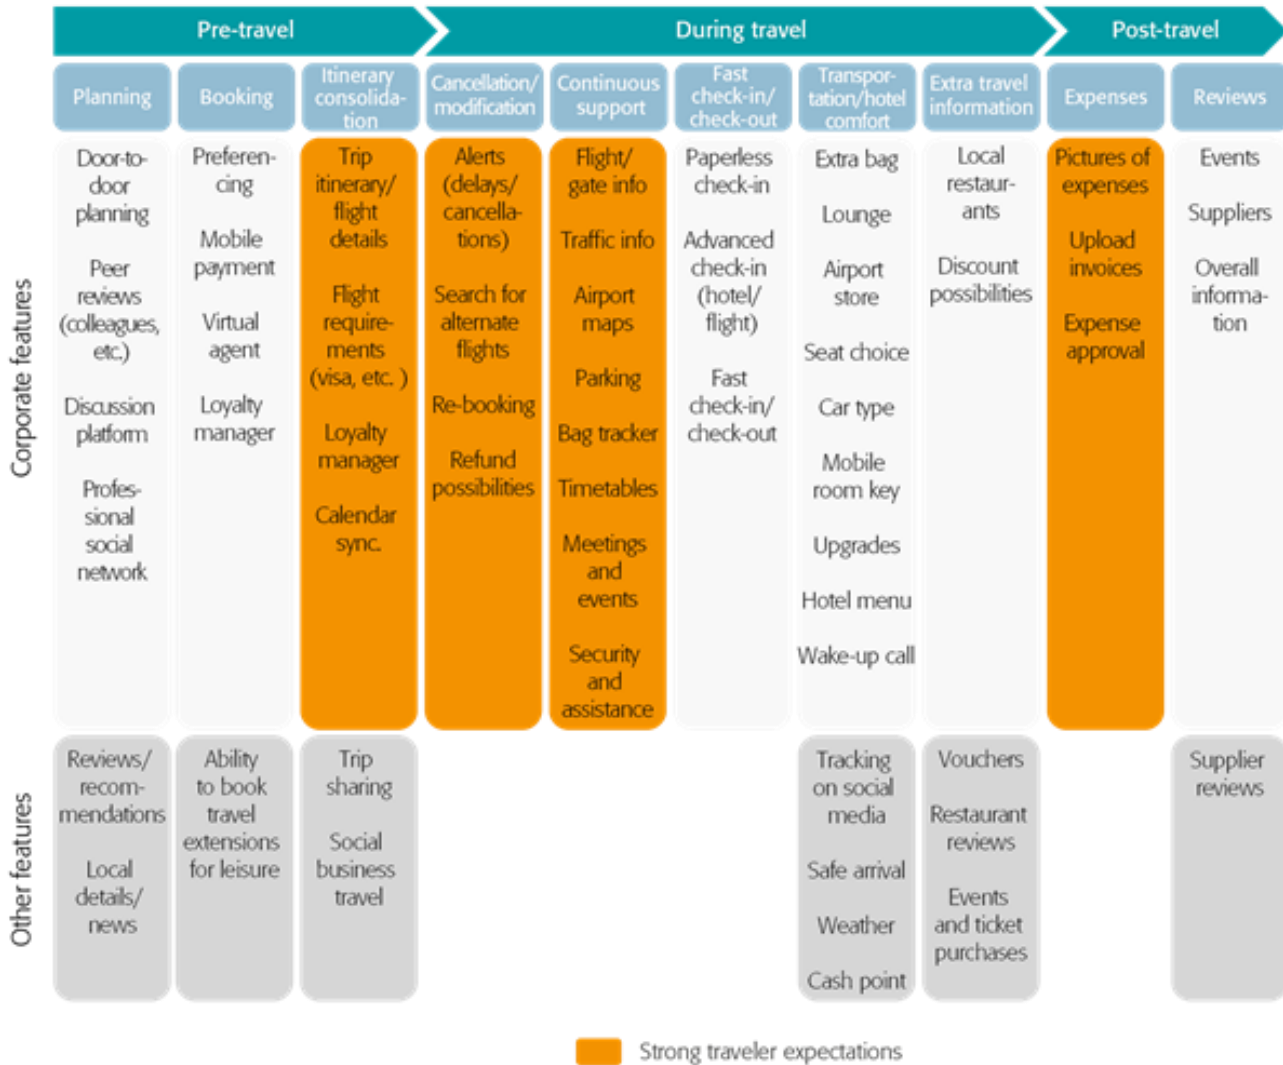 Pre-travel
During travel
Post-travel
Planning
Booking
Itinerary
consolida-
tion
Cancellation/
modification
Continuous
support
Fast
check-in/
check-out
Transpor-
tation/hotel
comfort
Extra travel
information
Expenses
Reviews
Corporate features
Door-to-
door
planning
Peer
reviews
(colleagues,
etc.)
Discussion
platform
Profes-
sional
social
network
Preferen-
cing
Mobile
payment
Virtual
agent
Loyalty
manager
Trip
itinerary/
flight
details
Flight
require-
ments
(visa, etc. )
Loyalty
manager
Calendar
sync.
Alerts
(delays/
cancella-
tions)
Search for
alternate
flights
Re-booking
Refund
possibilities
Flight/
gate info
Traffic info
Airport
maps
Parking
Bag tracker
Timetables
Meetings
and
events
Security
and
assistance
Paperless
check-in
Advanced
check-in
(hotel/
flight)
Fast
check-in/
check-out
Extra bag
Lounge
Airport
store
Seat choice
Car type
Mobile
room key
Upgrades
Hotel menu
Wake-up call
Local
restaur-
ants
Discount
possibilities
Pictures of
expenses
Upload
invoices
Expense
approval
Events
Suppliers
Overall
informa-
tion
Other features
Reviews/
recom-
mendations
Local
details/
news
Ability
to book
travel
extensions
for leisure
Trip
sharing
Social
business
travel
Tracking
on social
media
Safe arrival
Weather
Cash point
Vouchers
Restaurant
reviews
Events
and ticket
purchases
Supplier
reviews
Strong traveler expectations